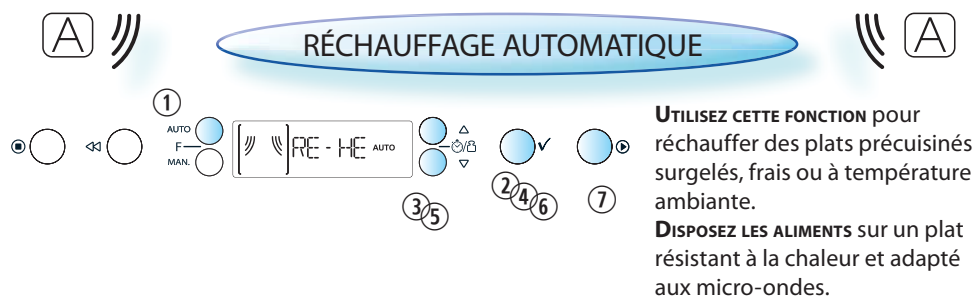 A
RÉCHAUFFAGE AUTOMATIQUE
A
1
AUTO
F
MAN.
RE - HE AUTO
2 4 6
3 5
7
UTILISEZ CETTE FONCTION pour
réchauffer des plats précuisinés
surgelés, frais ou à température
ambiante.
DISPOSEZ LES ALIMENTS sur un plat
résistant à la chaleur et adapté
aux micro-ondes.